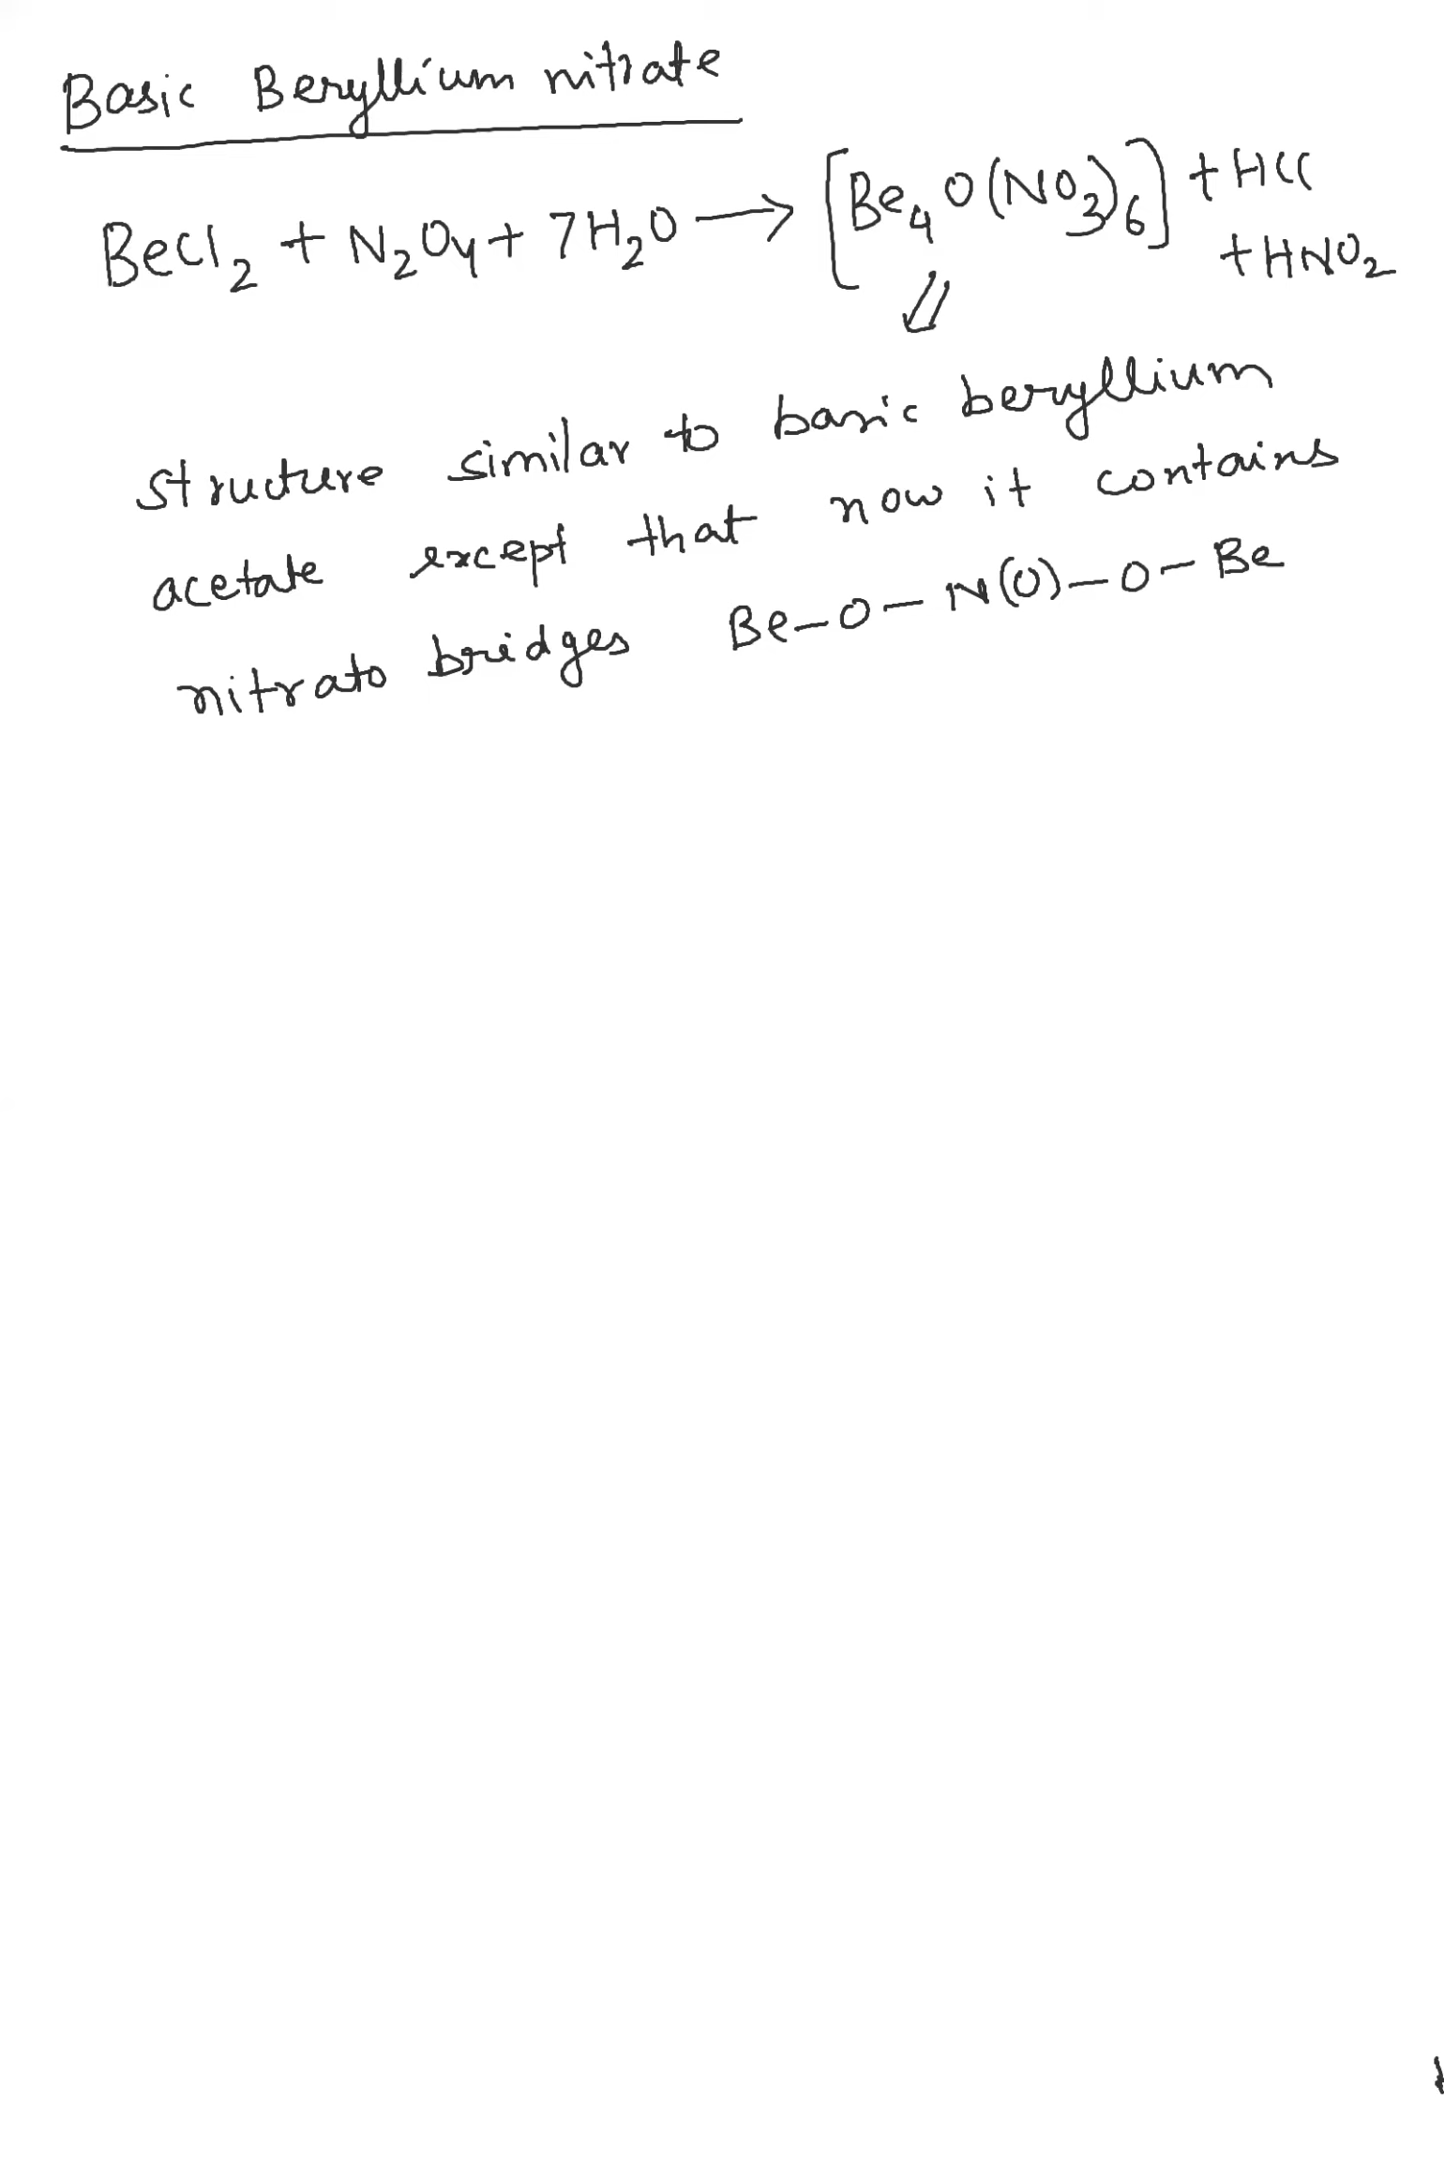 Basic Beryllium nitrate
BeCl₂ + N₂O₄ + 7H₂O ⟶ [Be₄O(NO₃)₆] + HCl
+ HNO₂
⇓
structure similar to basic beryllium
acetate except that now it contains
nitrato bridges Be–O–N(O)–O–Be